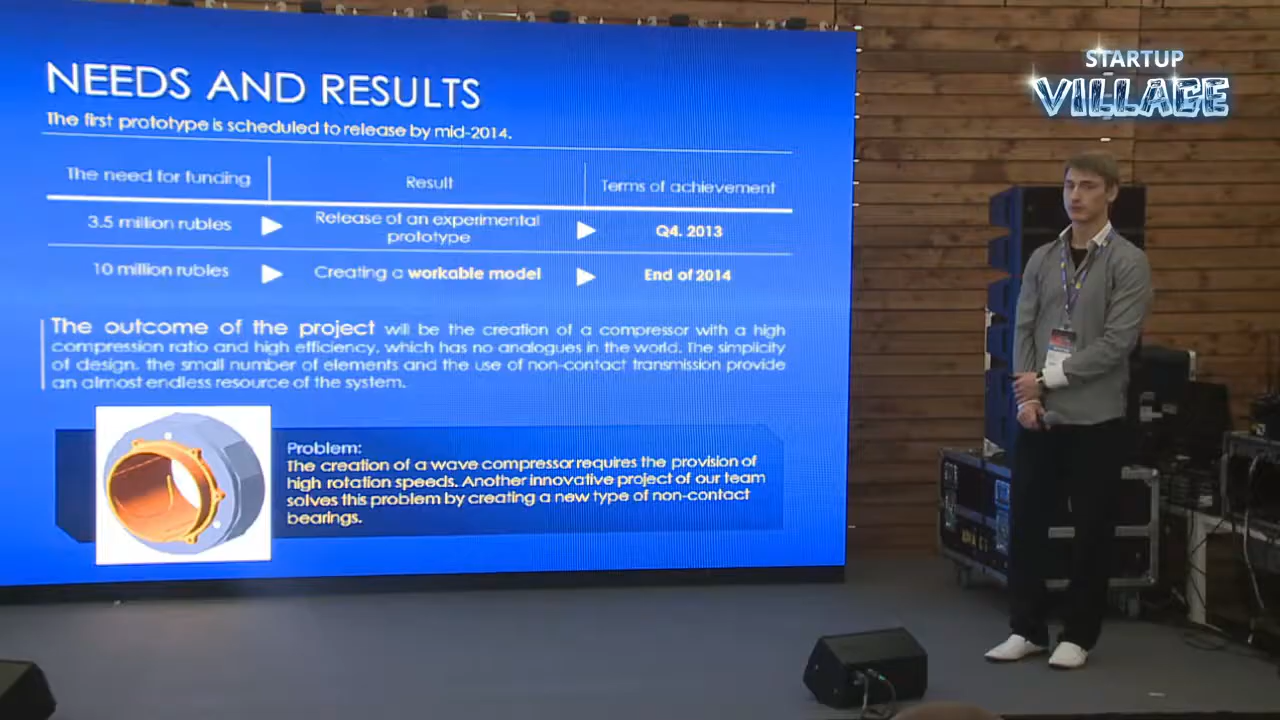 STARTUP
VILLAGE
NEEDS AND RESULTS
The first prototype is scheduled to release by mid-2014.
The need for funding
Result
Terms of achievement
3.5 million rubles
Release of an experimental
prototype
Q4. 2013
10 million rubles
Creating a workable model
End of 2014
The outcome of the project will be the creation of a compressor with a high
compression ratio and high efficiency, which has no analogues in the world. The simplicity
of design, the small number of elements and the use of non-contact transmission provide
an almost endless resource of the system.
Problem:
The creation of a wave compressor requires the provision of
high rotation speeds. Another innovative project of our team
solves this problem by creating a new type of non-contact
bearings.